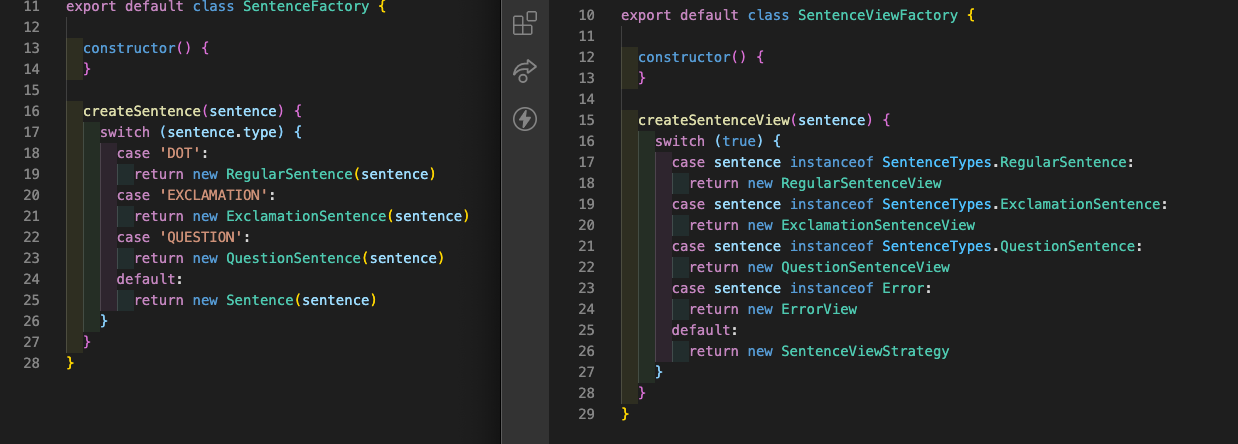 11 export default class SentenceFactory {
12
13 constructor() {
14 }
15
16 createSentence(sentence) {
17 switch (sentence.type) {
18 case 'DOT':
19 return new RegularSentence(sentence)
20 case 'EXCLAMATION':
21 return new ExclamationSentence(sentence)
22 case 'QUESTION':
23 return new QuestionSentence(sentence)
24 default:
25 return new Sentence(sentence)
26 }
27 }
28 }
10 export default class SentenceViewFactory {
11
12 constructor() {
13 }
14
15 createSentenceView(sentence) {
16 switch (true) {
17 case sentence instanceof SentenceTypes.RegularSentence:
18 return new RegularSentenceView
19 case sentence instanceof SentenceTypes.ExclamationSentence:
20 return new ExclamationSentenceView
21 case sentence instanceof SentenceTypes.QuestionSentence:
22 return new QuestionSentenceView
23 case sentence instanceof Error:
24 return new ErrorView
25 default:
26 return new SentenceViewStrategy
27 }
28 }
29 }